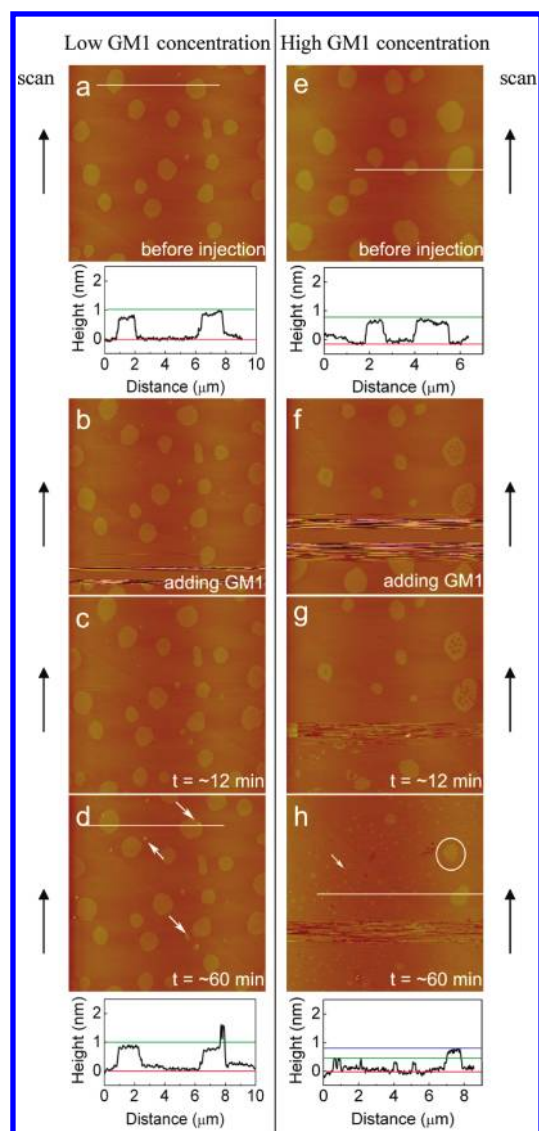 Low GM1 concentration
High GM1 concentration
scan
scan
a
before injection
e
before injection
Height (nm)
2
1
0
0 2 4 6 8 10
Distance (μm)
Height (nm)
2
1
0
0 2 4 6
Distance (μm)
b
adding GM1
f
adding GM1
c
t = ~12 min
g
t = ~12 min
d
t = ~60 min
h
t = ~60 min
Height (nm)
2
1
0
0 2 4 6 8 10
Distance (μm)
Height (nm)
2
1
0
0 2 4 6 8
Distance (μm)